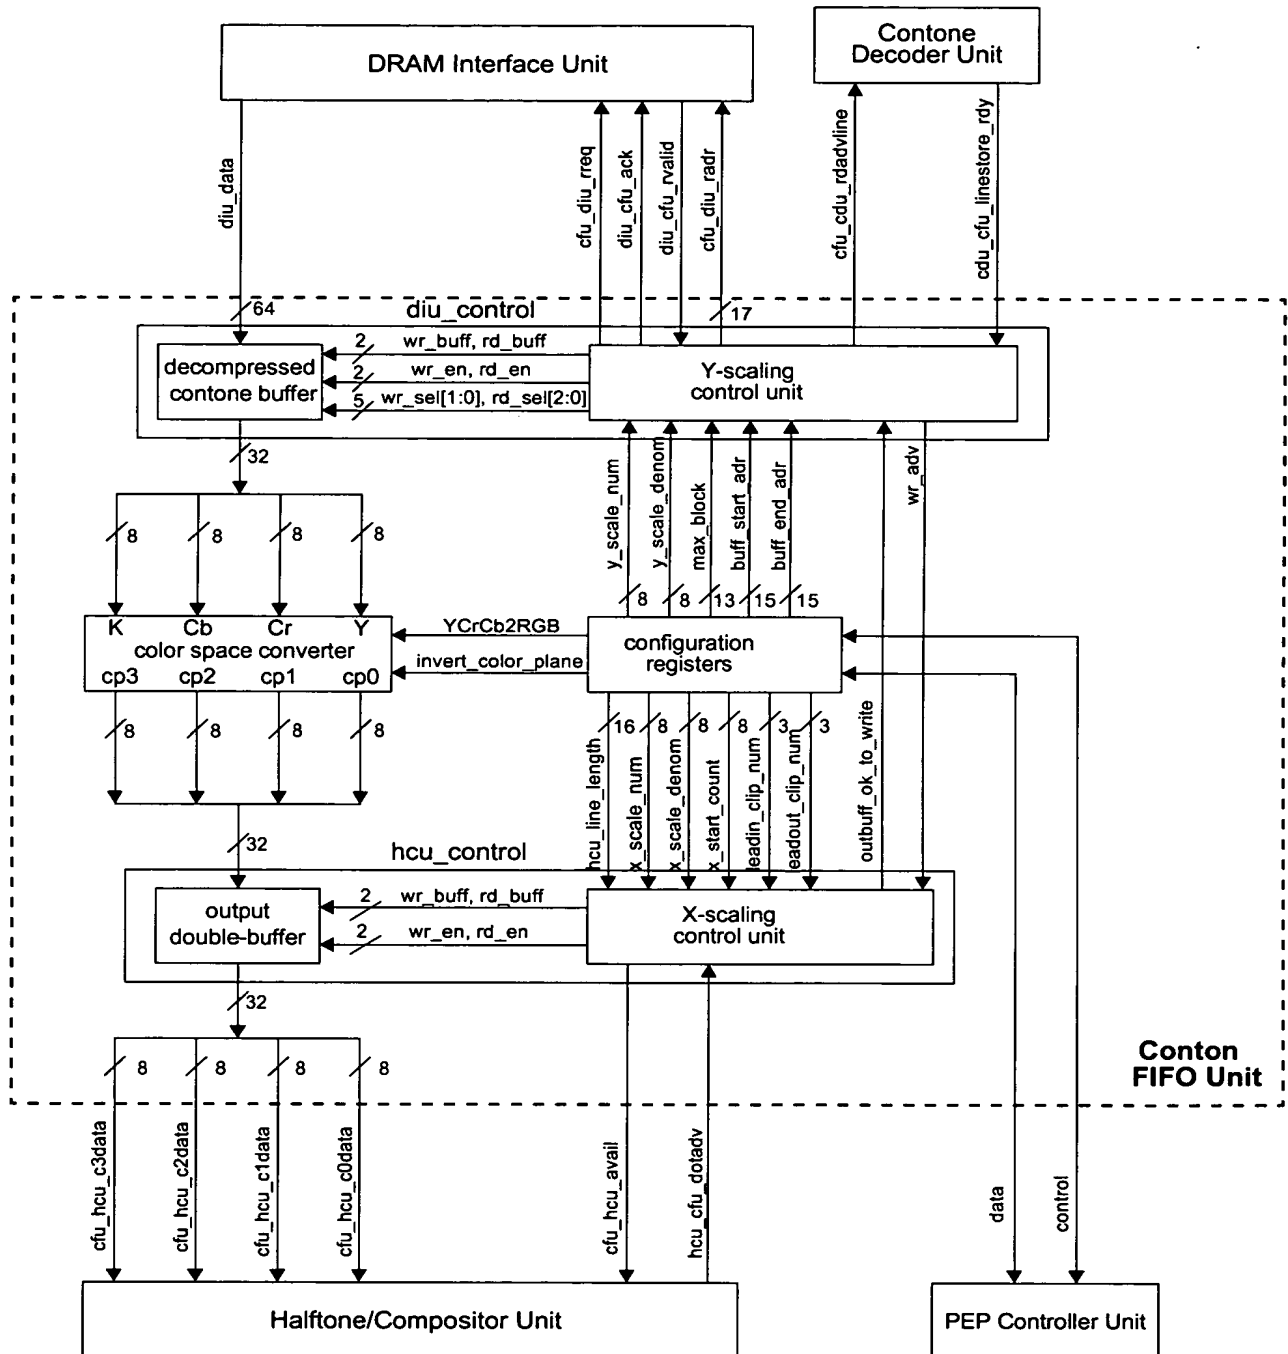 DRAM Interface Unit
Contone
Decoder Unit
diu_data
cfu_diu_rreq
diu_cfu_ack
diu_cfu_rvalid
cfu_diu_radr
cfu_cdu_rdadvline
cdu_cfu_linestore_rdy
64
diu_control
17
decompressed
contone buffer
2
wr_buff, rd_buff
2
wr_en, rd_en
5
wr_sel[1:0], rd_sel[2:0]
Y-scaling
control unit
32
y_scale_num
y_scale_denom
max_block
buff_start_adr
buff_end_adr
wr_adv
8
8
8
8
8
8
13
15
15
K
Cb
Cr
Y
color space converter
cp3
cp2
cp1
cp0
YCrCb2RGB
invert_color_plane
configuration
registers
8
8
8
8
16
8
8
8
3
3
hcu_line_length
x_scale_num
x_scale_denom
x_start_count
leadin_clip_num
leadout_clip_num
outbuff_ok_to_write
32
hcu_control
output
double-buffer
2
wr_buff, rd_buff
2
wr_en, rd_en
X-scaling
control unit
32
8
8
8
8
Conton
FIFO Unit
cfu_hcu_c3data
cfu_hcu_c2data
cfu_hcu_c1data
cfu_hcu_c0data
cfu_hcu_avail
hcu_cfu_dotadv
data
control
Halftone/Compositor Unit
PEP Controller Unit